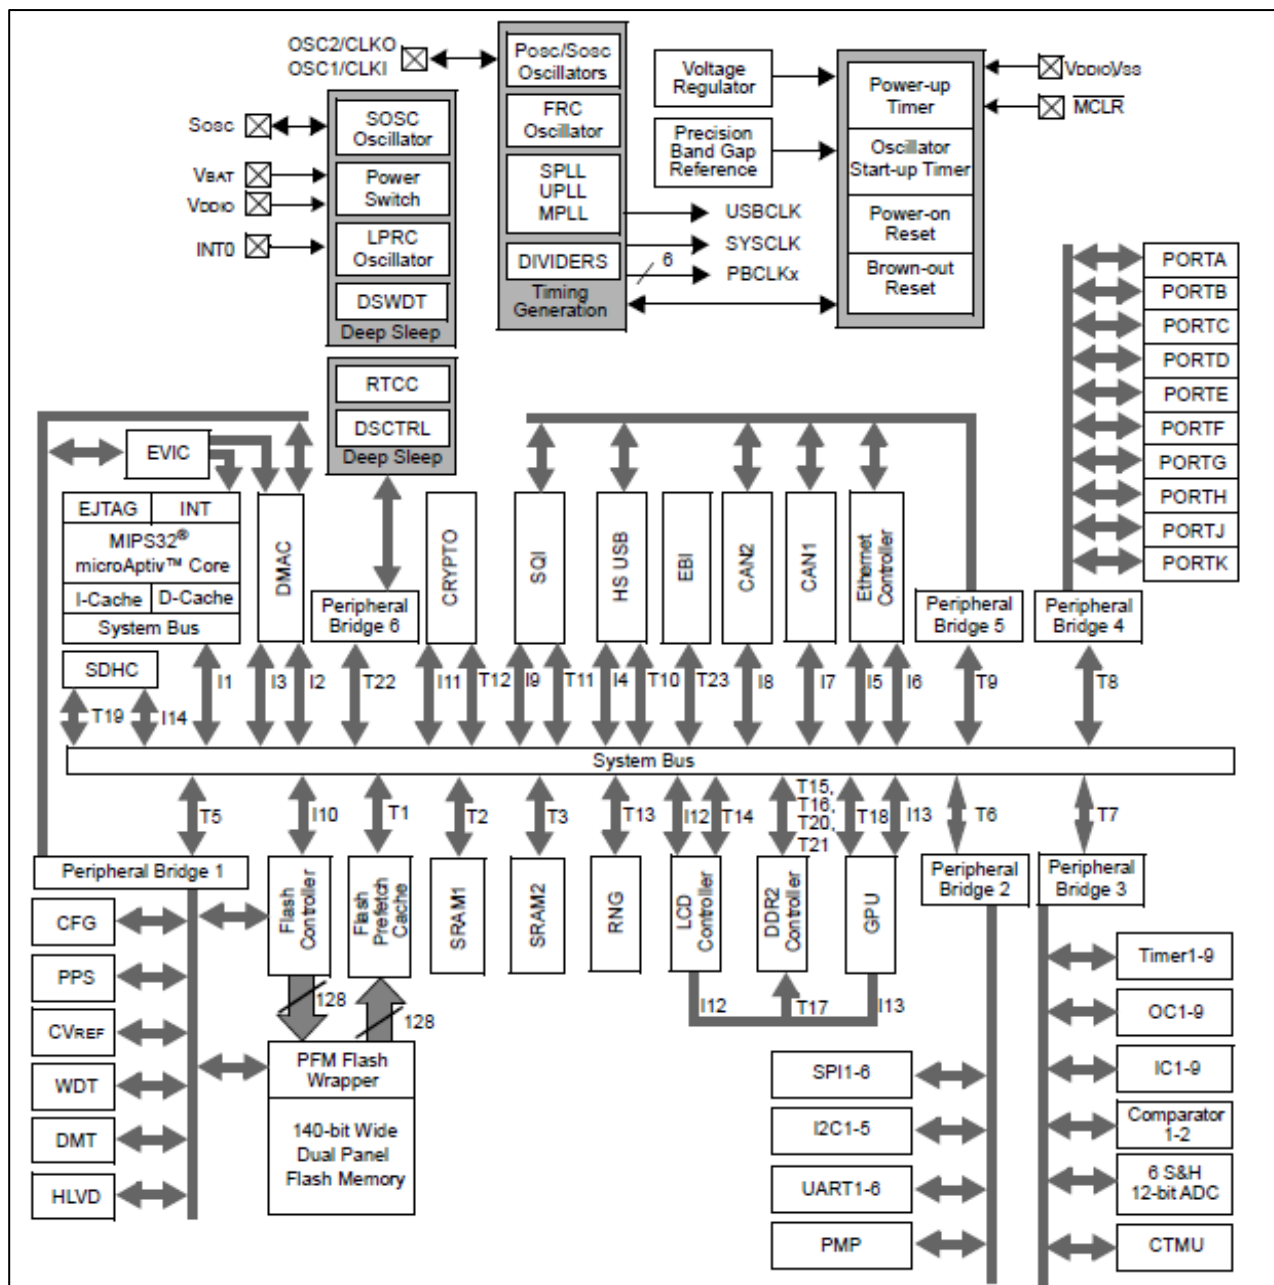 OSC2/CLKO
OSC1/CLKI
Posc/Sosc
Oscillators
FRC
Oscillator
SPLL
UPLL
MPLL
DIVIDERS
Timing
Generation
Voltage
Regulator
Precision
Band Gap
Reference
Power-up
Timer
Oscillator
Start-up Timer
Power-on
Reset
Brown-out
Reset
VDDIO,VSS
MCLR
SOSC
VBAT
VDDIO
INT0
SOSC
Oscillator
Power
Switch
LPRC
Oscillator
DSWDT
Deep Sleep
USBCLK
SYSCLK
6
PBCLKx
RTCC
DSCTRL
Deep Sleep
PORTA
PORTB
PORTC
PORTD
PORTE
PORTF
PORTG
PORTH
PORTJ
PORTK
EVIC
EJTAG
INT
MIPS32®
microAptiv™ Core
I-Cache
D-Cache
System Bus
DMAC
Peripheral
Bridge 6
CRYPTO
SQI
HS USB
EBI
CAN2
CAN1
Ethernet
Controller
Peripheral
Bridge 5
Peripheral
Bridge 4
SDHC
T19
I14
I1
I3
I2
T22
I11
T12
I9
T11
I4
T10
T23
I8
I7
I5
I6
T9
T8
System Bus
T5
I10
T1
T2
T3
T13
I12
T14
T15,
T16,
T20,
T21
T18
I13
T6
T7
Peripheral Bridge 1
Flash
Controller
Flash
Prefetch
Cache
SRAM1
SRAM2
RNG
LCD
Controller
DDR2
Controller
GPU
Peripheral
Bridge 2
Peripheral
Bridge 3
CFG
PPS
CVREF
WDT
DMT
HLVD
128
128
I12
T17
I13
PFM Flash
Wrapper
140-bit Wide
Dual Panel
Flash Memory
SPI1-6
I2C1-5
UART1-6
PMP
Timer1-9
OC1-9
IC1-9
Comparator
1-2
6 S&H
12-bit ADC
CTMU